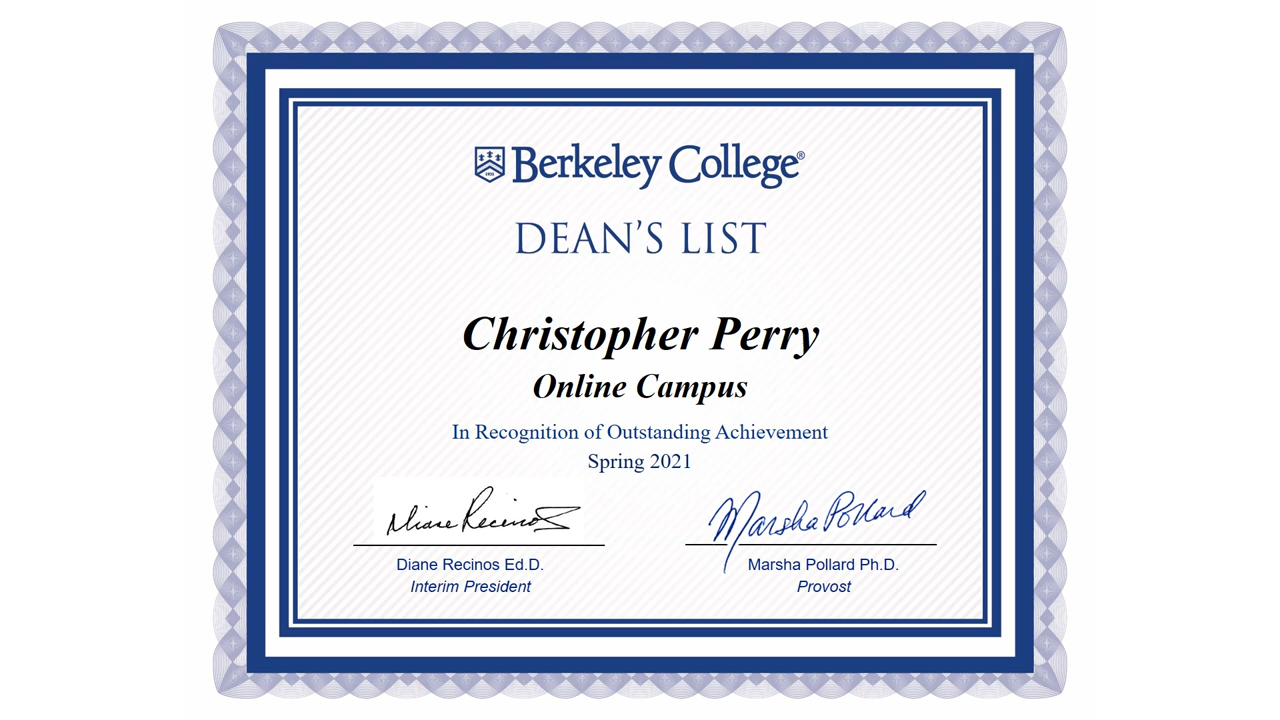 Berkeley College®
DEAN'S LIST
Christopher Perry
Online Campus
In Recognition of Outstanding Achievement
Spring 2021
Diane Recinos Marsha Pollard
Diane Recinos Ed.D. Marsha Pollard Ph.D.
Interim President Provost